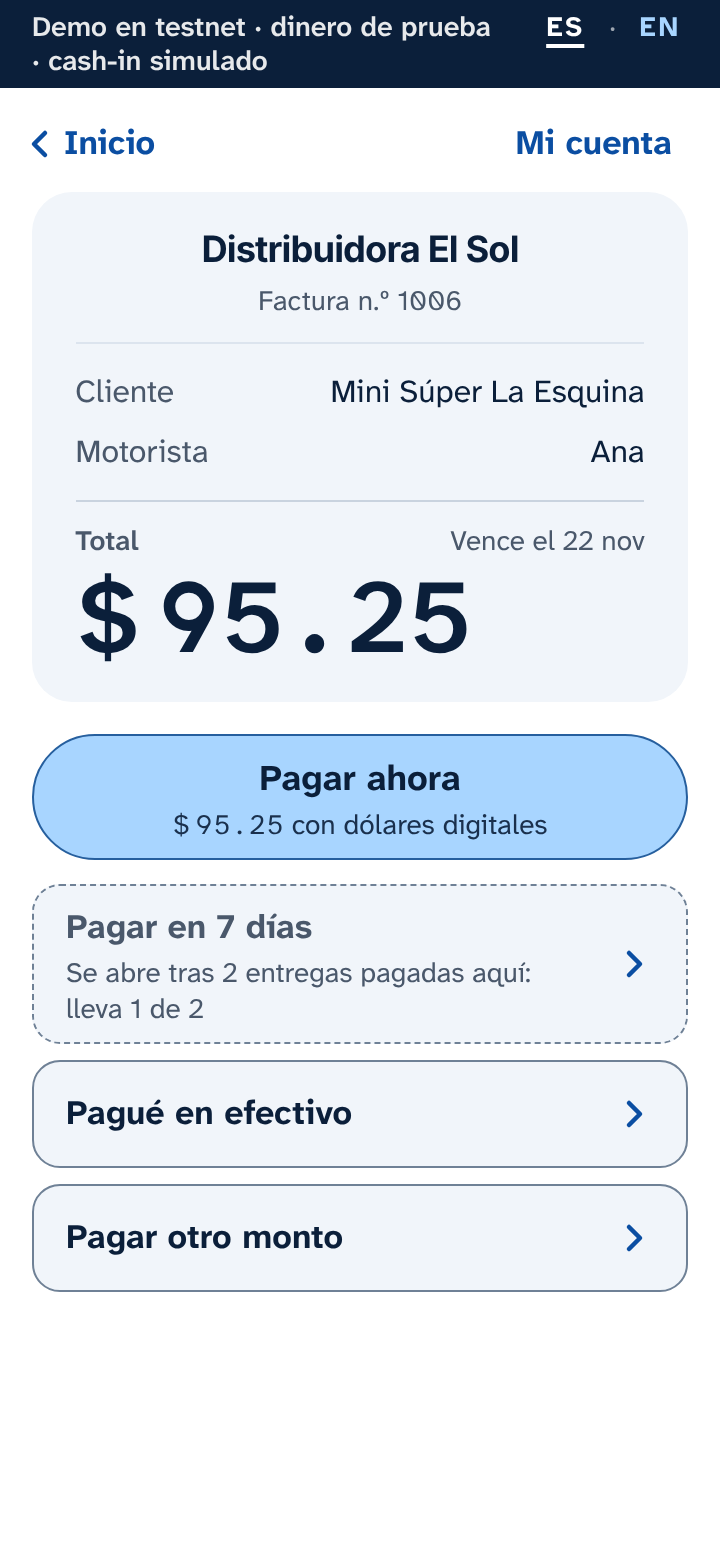 Demo en testnet · dinero de prueba
· cash-in simulado
ES · EN
Inicio
Mi cuenta
Distribuidora El Sol
Factura n.º 1006
Cliente
Mini Súper La Esquina
Motorista
Ana
Total
Vence el 22 nov
$95.25
Pagar ahora
$95.25 con dólares digitales
Pagar en 7 días
Se abre tras 2 entregas pagadas aquí:
lleva 1 de 2
Pagué en efectivo
Pagar otro monto